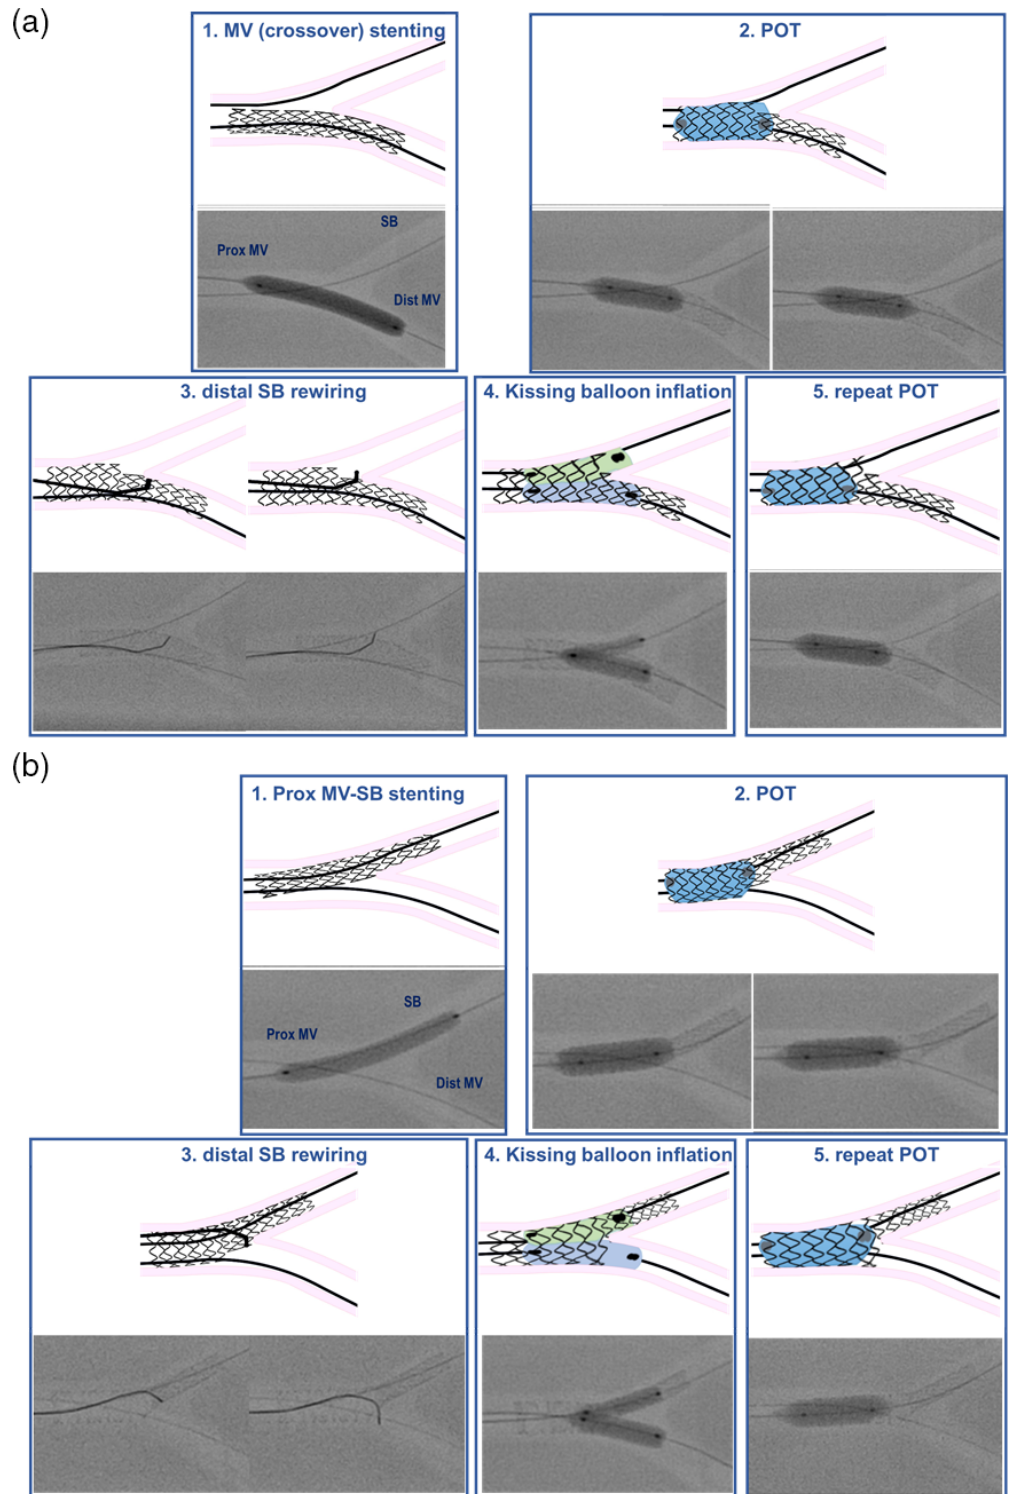 (a)
1. MV (crossover) stenting
2. POT
SB
Prox MV
Dist MV
3. distal SB rewiring
4. Kissing balloon inflation
5. repeat POT
(b)
1. Prox MV-SB stenting
2. POT
SB
Prox MV
Dist MV
3. distal SB rewiring
4. Kissing balloon inflation
5. repeat POT